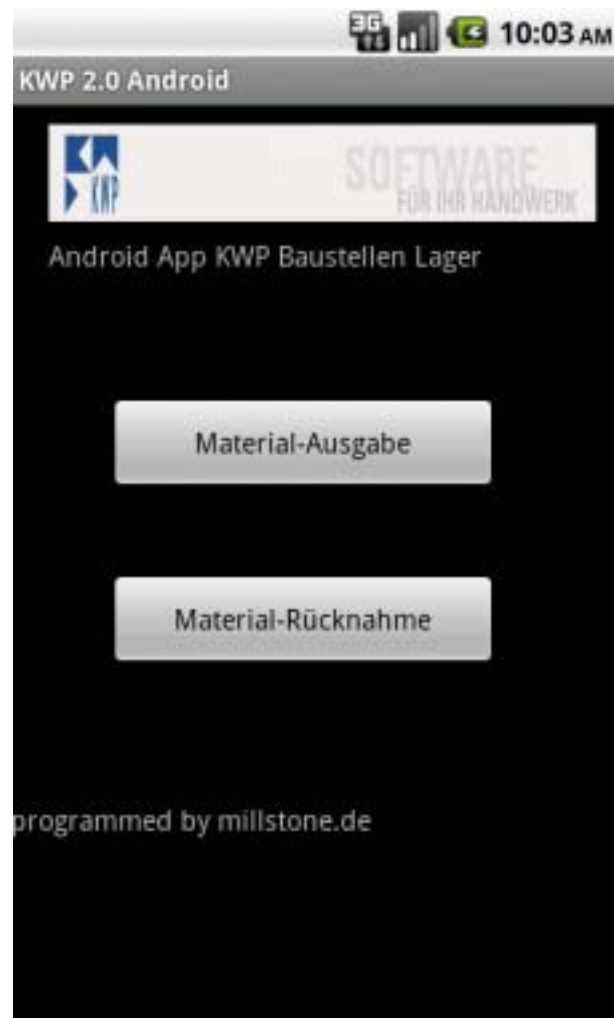 3G 10:03 AM
KWP 2.0 Android
KWP
SOFTWARE
FÜR IHR HANDWERK
Android App KWP Baustellen Lager
Material-Ausgabe
Material-Rücknahme
programmed by millstone.de